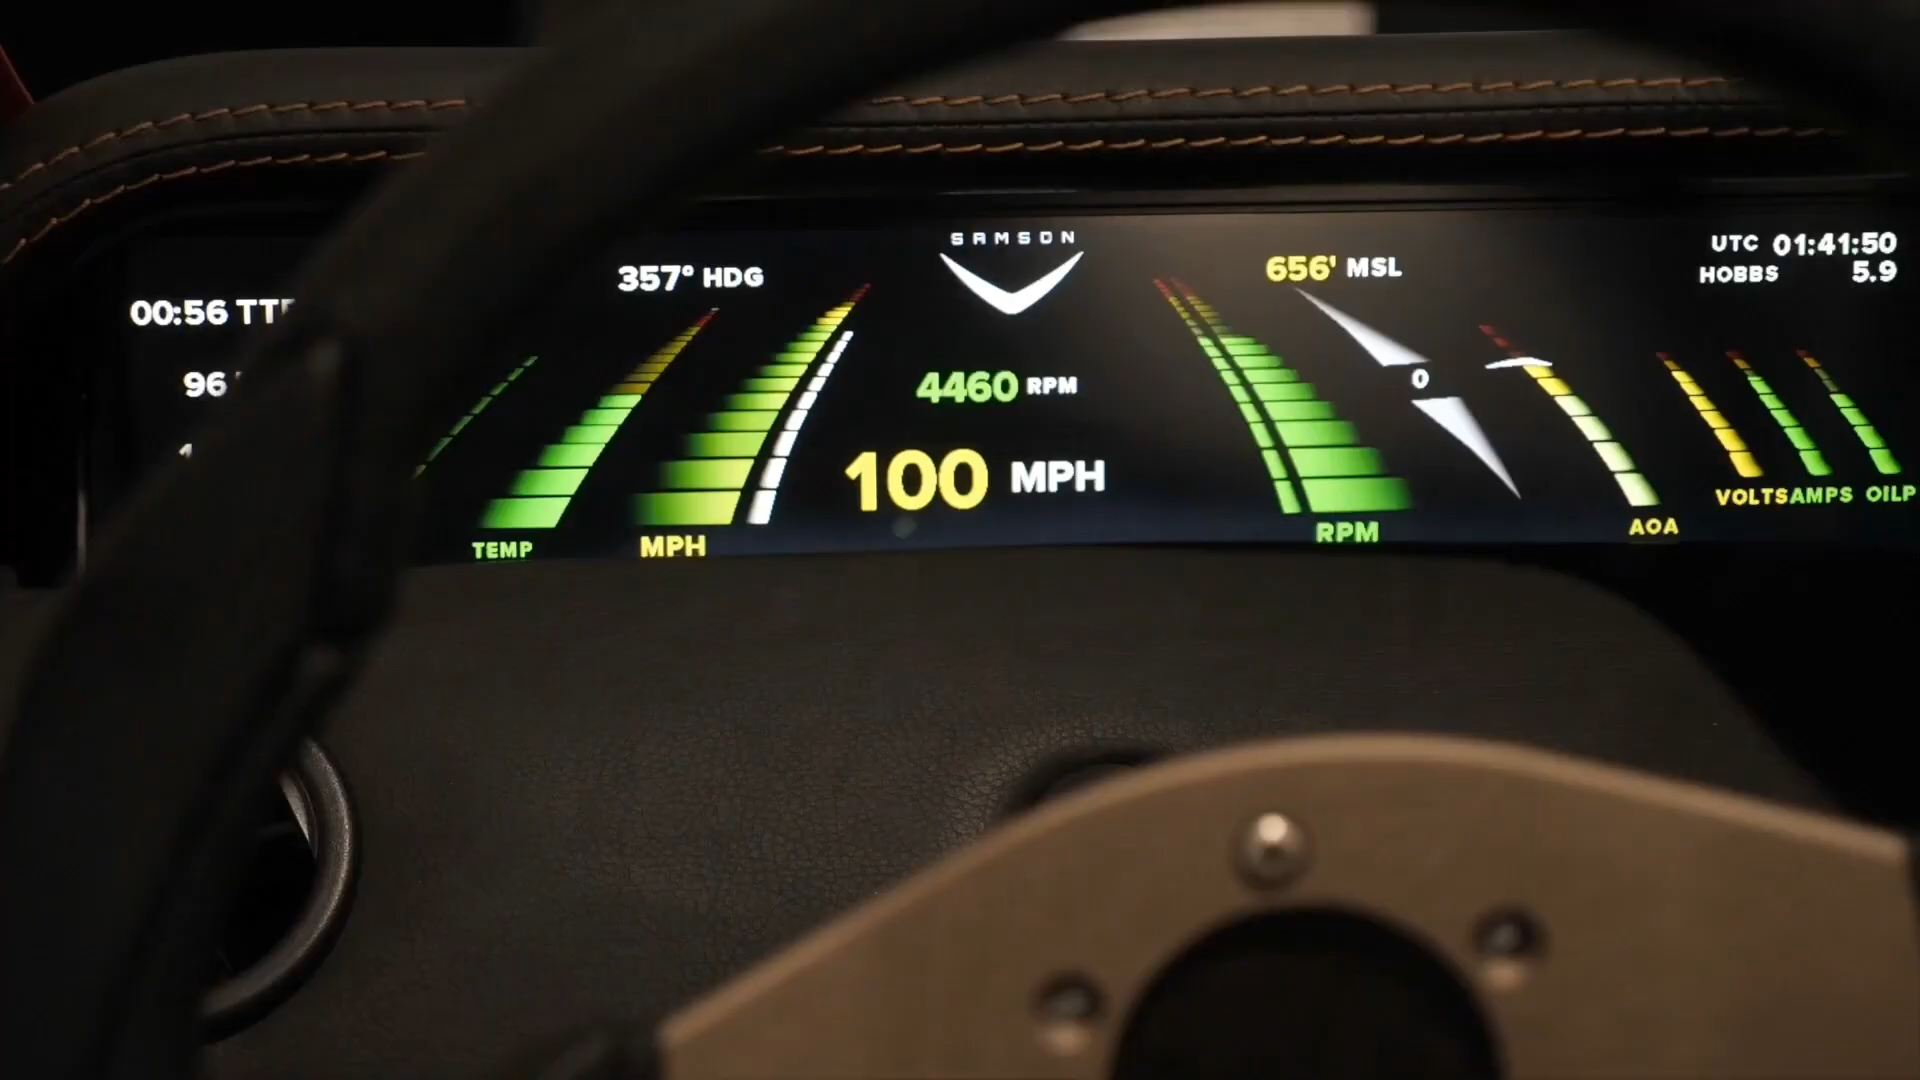 SAMSON
357° HDG
656' MSL
UTC 01:41:50
HOBBS 5.9
00:56
96
4460 RPM
0
100 MPH
TEMP
MPH
RPM
AOA
VOLTS AMPS OILP